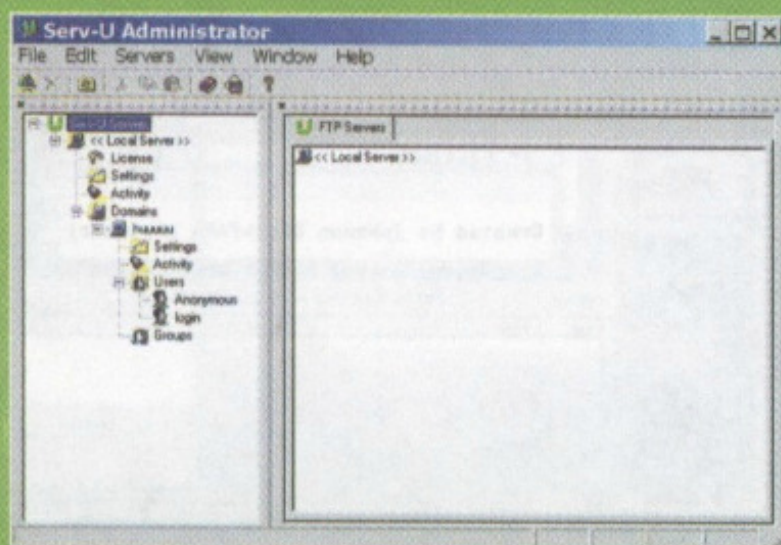 Serv-U Administrator
File Edit Servers View Window Help
Serv-U Server
<< Local Server >>
License
Settings
Activity
Domains
Settings
Activity
Users
Anonymous
login
Groups
FTP Servers
<< Local Server >>